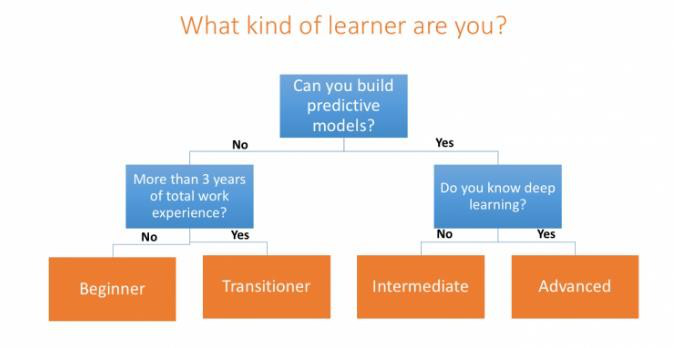 What kind of learner are you?
Can you build
predictive
models?
No
Yes
More than 3 years
of total work
experience?
Do you know deep
learning?
No
Yes
No
Yes
Beginner
Transitioner
Intermediate
Advanced